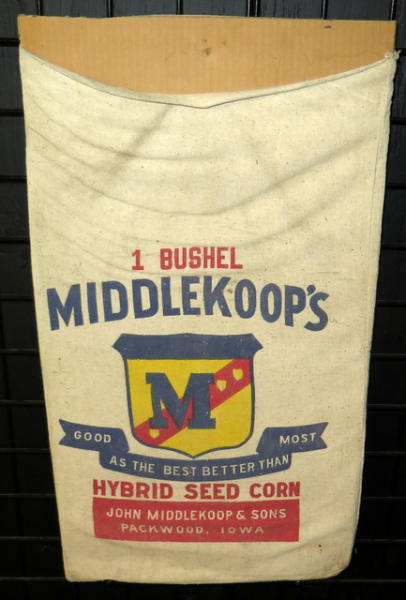 1 BUSHEL
MIDDLEKOOP'S
M
GOOD AS THE BEST BETTER THAN MOST
HYBRID SEED CORN
JOHN MIDDLEKOOP & SONS
PACKWOOD, IOWA